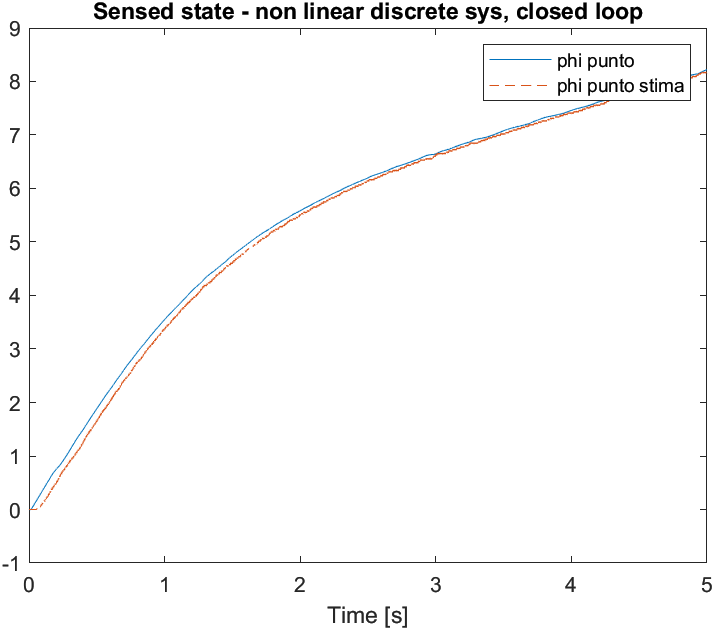 Sensed state - non linear discrete sys, closed loop
9
phi punto
phi punto stima
8
7
6
5
4
3
2
1
0
-1
0 1 2 3 4 5
Time [s]